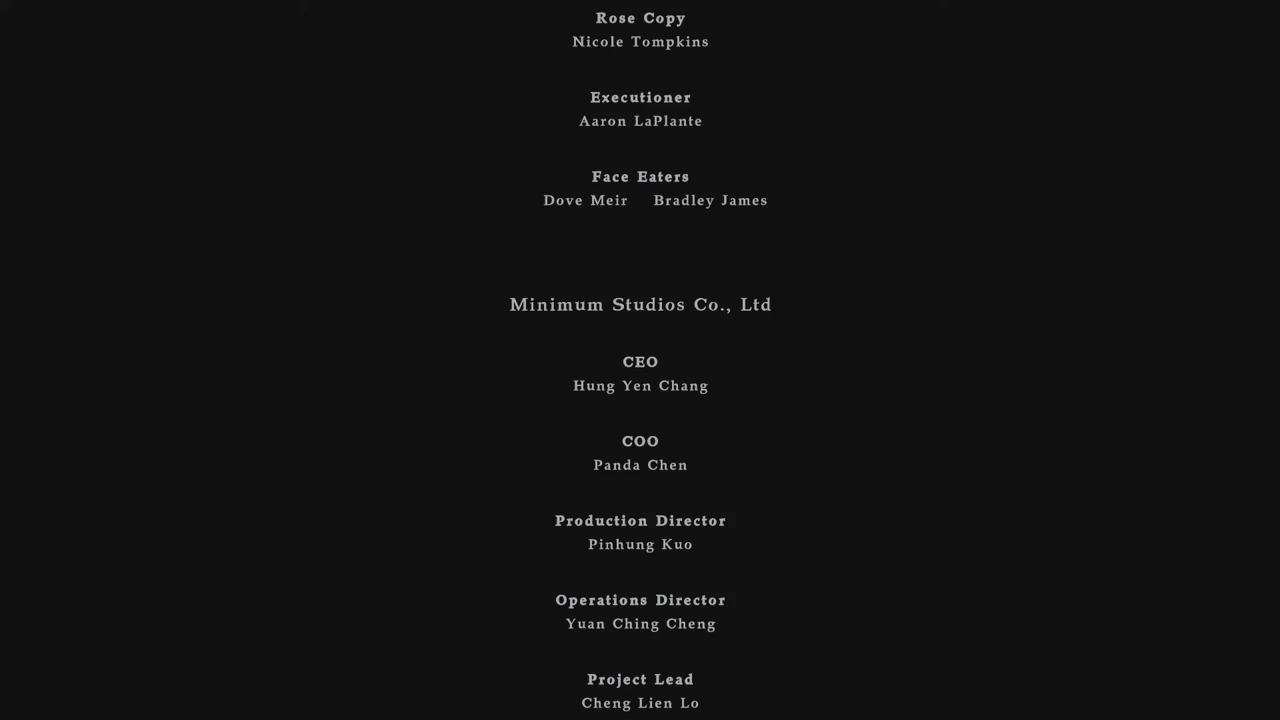 Rose Copy
Nicole Tompkins
Executioner
Aaron LaPlante
Face Eaters
Dove Meir Bradley James
Minimum Studios Co., Ltd
CEO
Hung Yen Chang
COO
Panda Chen
Production Director
Pinhung Kuo
Operations Director
Yuan Ching Cheng
Project Lead
Cheng Lien Lo